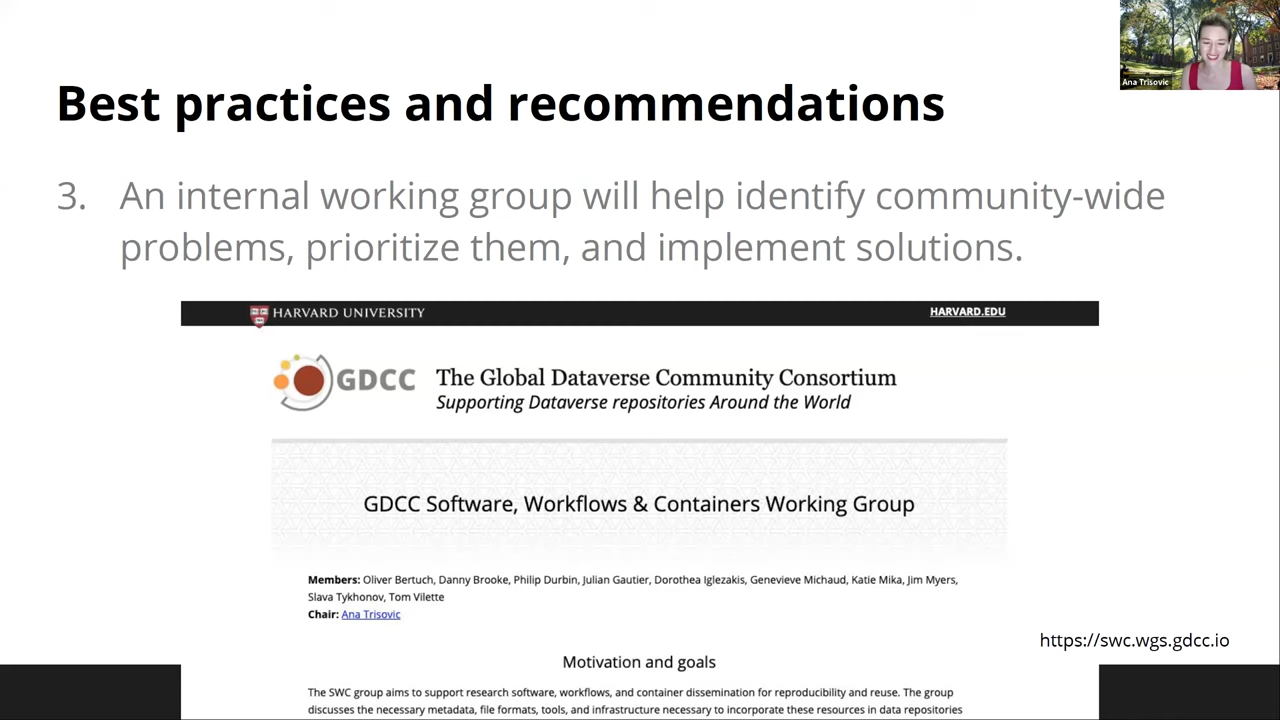 Ana Trisovic
Best practices and recommendations
3. An internal working group will help identify community-wide
problems, prioritize them, and implement solutions.
HARVARD UNIVERSITY
HARVARD.EDU
GDCC
The Global Dataverse Community Consortium
Supporting Dataverse repositories Around the World
GDCC Software, Workflows & Containers Working Group
Members: Oliver Bertuch, Danny Brooke, Philip Durbin, Julian Gautier, Dorothea Iglezakis, Genevieve Michaud, Katie Mika, Jim Myers,
Slava Tykhonov, Tom Vilette
Chair: Ana Trisovic
https://swc.wgs.gdcc.io
Motivation and goals
The SWC group aims to support research software, workflows, and container dissemination for reproducibility and reuse. The group
discusses the necessary metadata, file formats, tools, and infrastructure necessary to incorporate these resources in data repositories